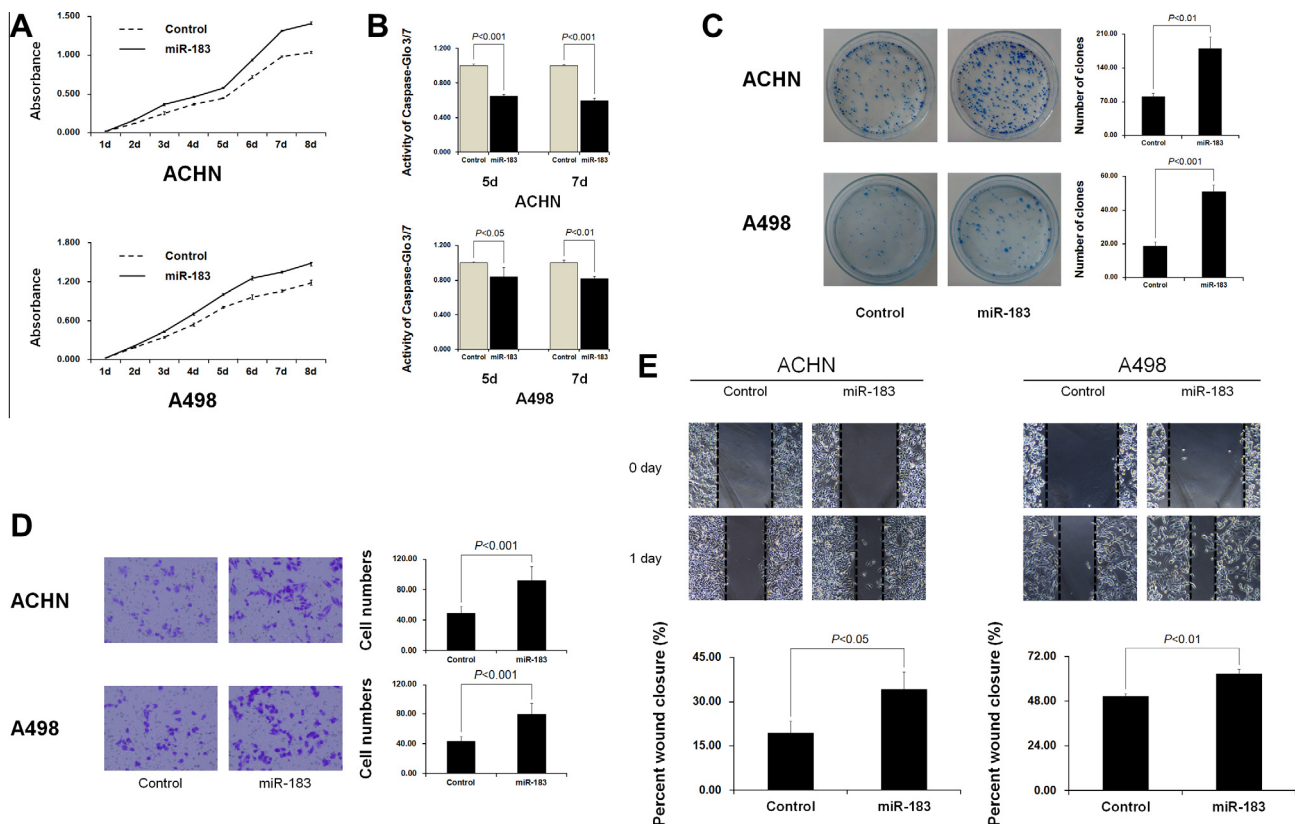 A
1.500
1.000
0.500
0.000
Absorbance
Control
miR-183
1d 2d 3d 4d 5d 6d 7d 8d
ACHN
1.800
1.200
0.600
0.000
Absorbance
Control
miR-183
1d 2d 3d 4d 5d 6d 7d 8d
A498
B
Activity of Caspase-Glo 3/7
1.200
0.900
0.600
0.300
0.000
P<0.001 P<0.001
Control miR-183 Control miR-183
5d 7d
ACHN
Activity of Caspase-Glo 3/7
1.200
0.900
0.600
0.300
0.000
P<0.05 P<0.01
Control miR-183 Control miR-183
5d 7d
A498
C
ACHN
Number of clones
210.00
140.00
70.00
0.00
P<0.01
Control miR-183
A498
Number of clones
60.00
40.00
20.00
0.00
P<0.001
Control miR-183
Control miR-183
D
ACHN
Cell numbers
120.00
80.00
40.00
0.00
P<0.001
Control miR-183
A498
Cell numbers
120.00
80.00
40.00
0.00
P<0.001
Control miR-183
Control miR-183
E
ACHN A498
Control miR-183 Control miR-183
0 day
1 day
Percent wound closure (%)
45.00
30.00
15.00
0.00
P<0.05
Control miR-183
Percent wound closure (%)
72.00
48.00
24.00
0.00
P<0.01
Control miR-183